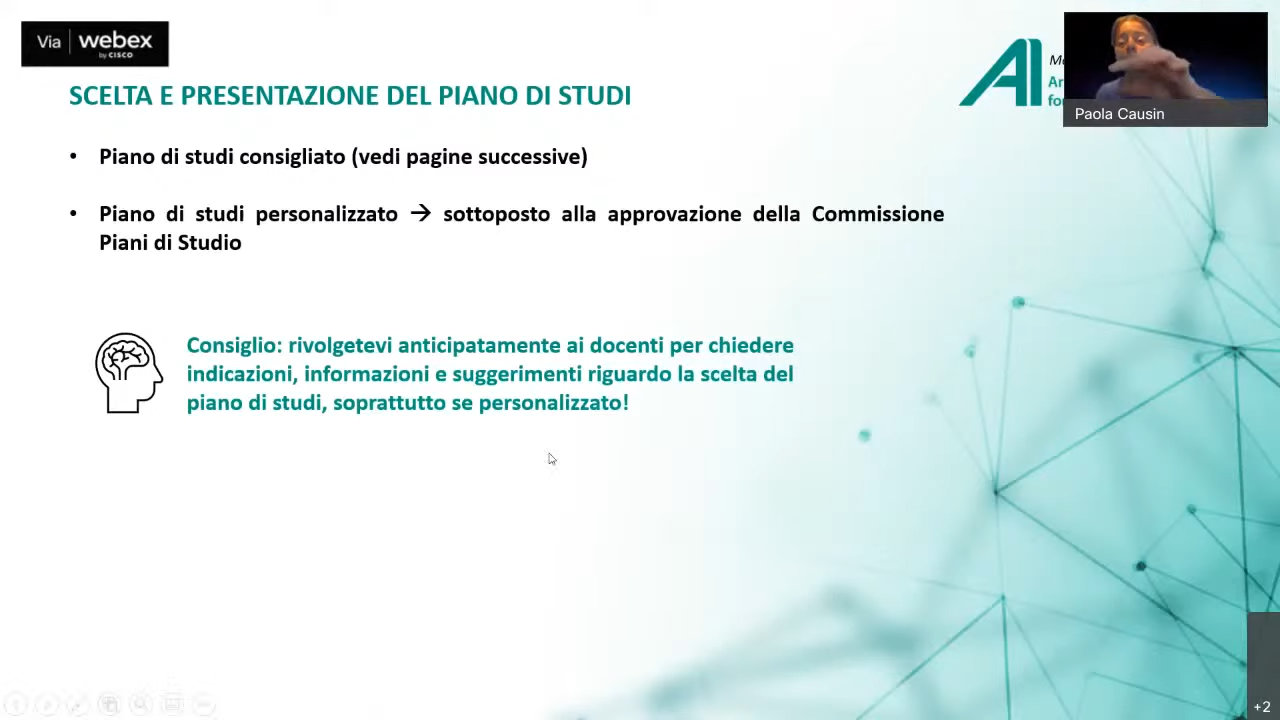 Via webex
by CISCO
SCELTA E PRESENTAZIONE DEL PIANO DI STUDI
AI
Paola Causin
• Piano di studi consigliato (vedi pagine successive)
• Piano di studi personalizzato → sottoposto alla approvazione della Commissione
Piani di Studio
Consiglio: rivolgetevi anticipatamente ai docenti per chiedere
indicazioni, informazioni e suggerimenti riguardo la scelta del
piano di studi, soprattutto se personalizzato!
+2